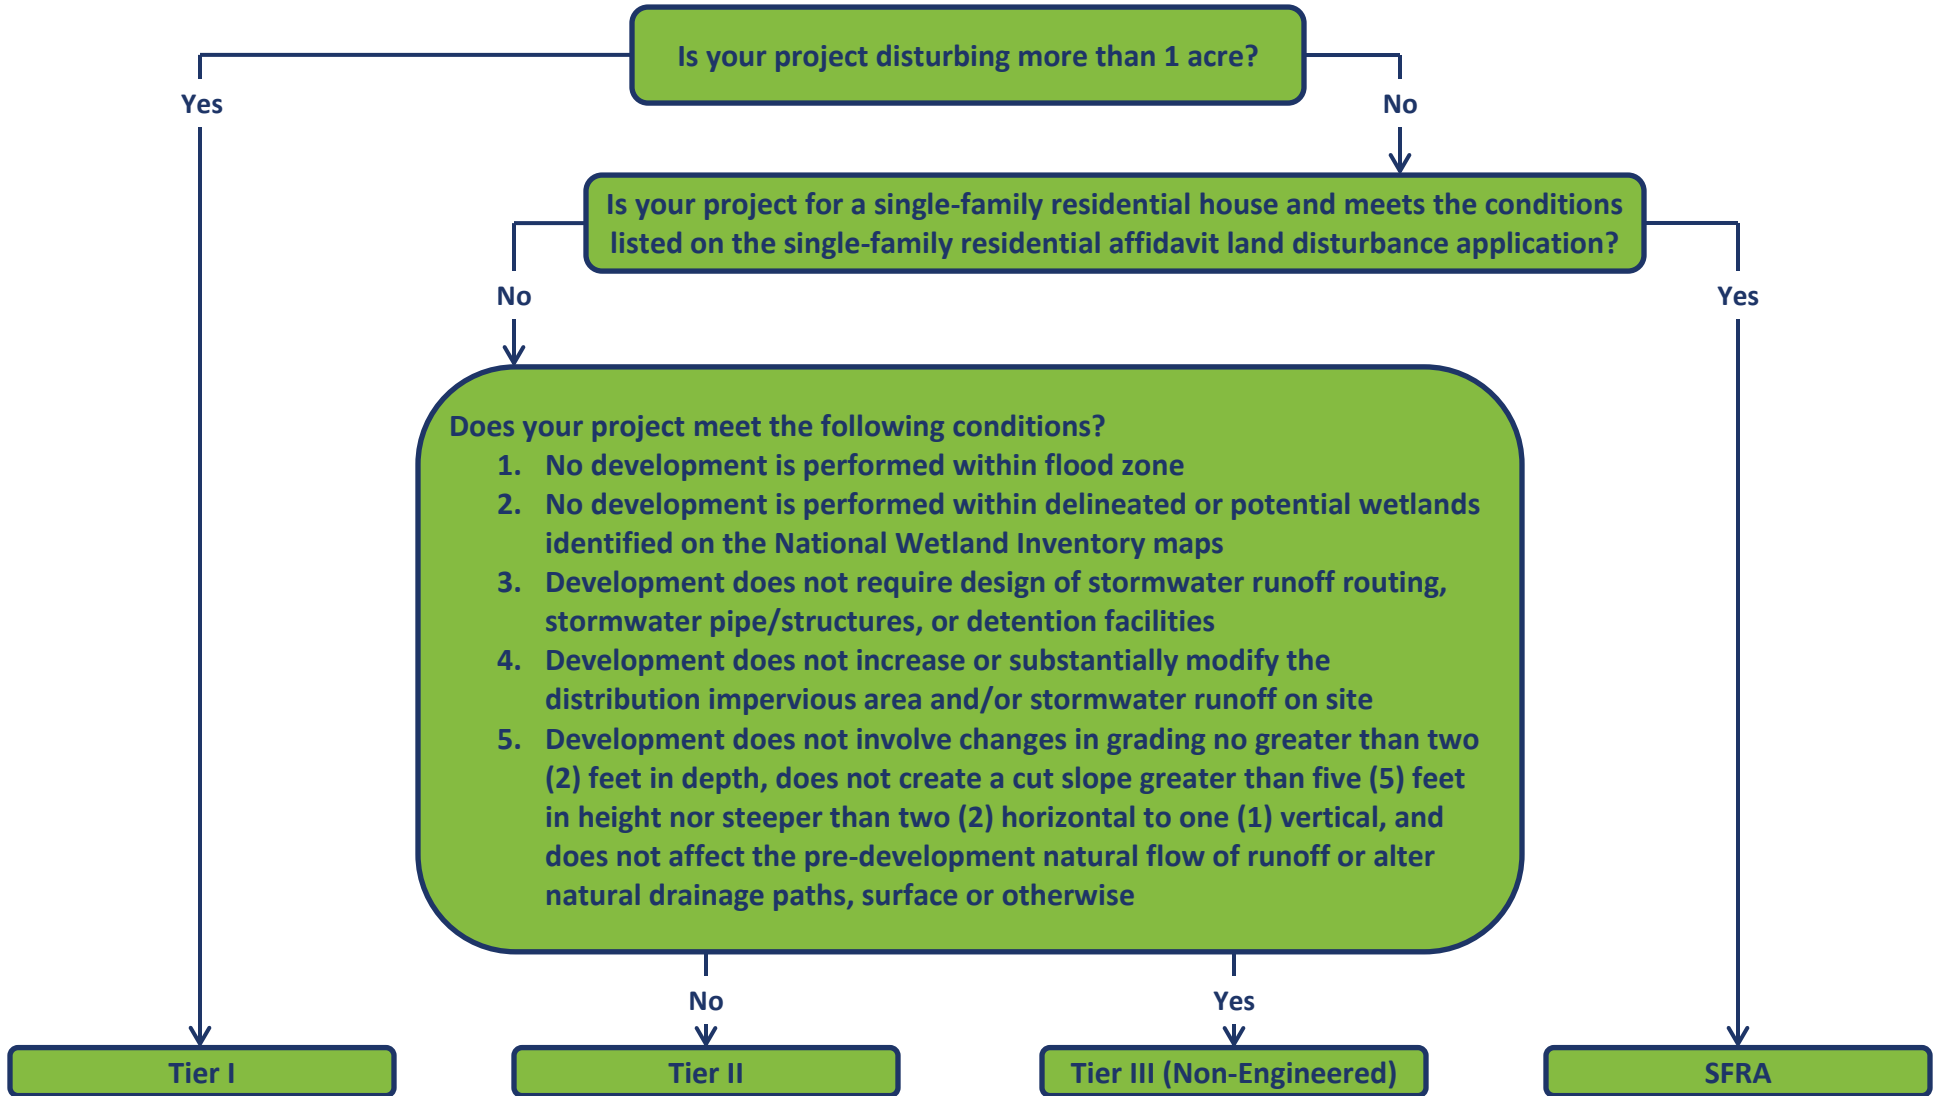 Is your project disturbing more than 1 acre?
Yes
No
Is your project for a single-family residential house and meets the conditions
listed on the single-family residential affidavit land disturbance application?
No
Yes
Does your project meet the following conditions?
1. No development is performed within flood zone
2. No development is performed within delineated or potential wetlands
identified on the National Wetland Inventory maps
3. Development does not require design of stormwater runoff routing,
stormwater pipe/structures, or detention facilities
4. Development does not increase or substantially modify the
distribution impervious area and/or stormwater runoff on site
5. Development does not involve changes in grading no greater than two
(2) feet in depth, does not create a cut slope greater than five (5) feet
in height nor steeper than two (2) horizontal to one (1) vertical, and
does not affect the pre-development natural flow of runoff or alter
natural drainage paths, surface or otherwise
No
Yes
Tier I
Tier II
Tier III (Non-Engineered)
SFRA